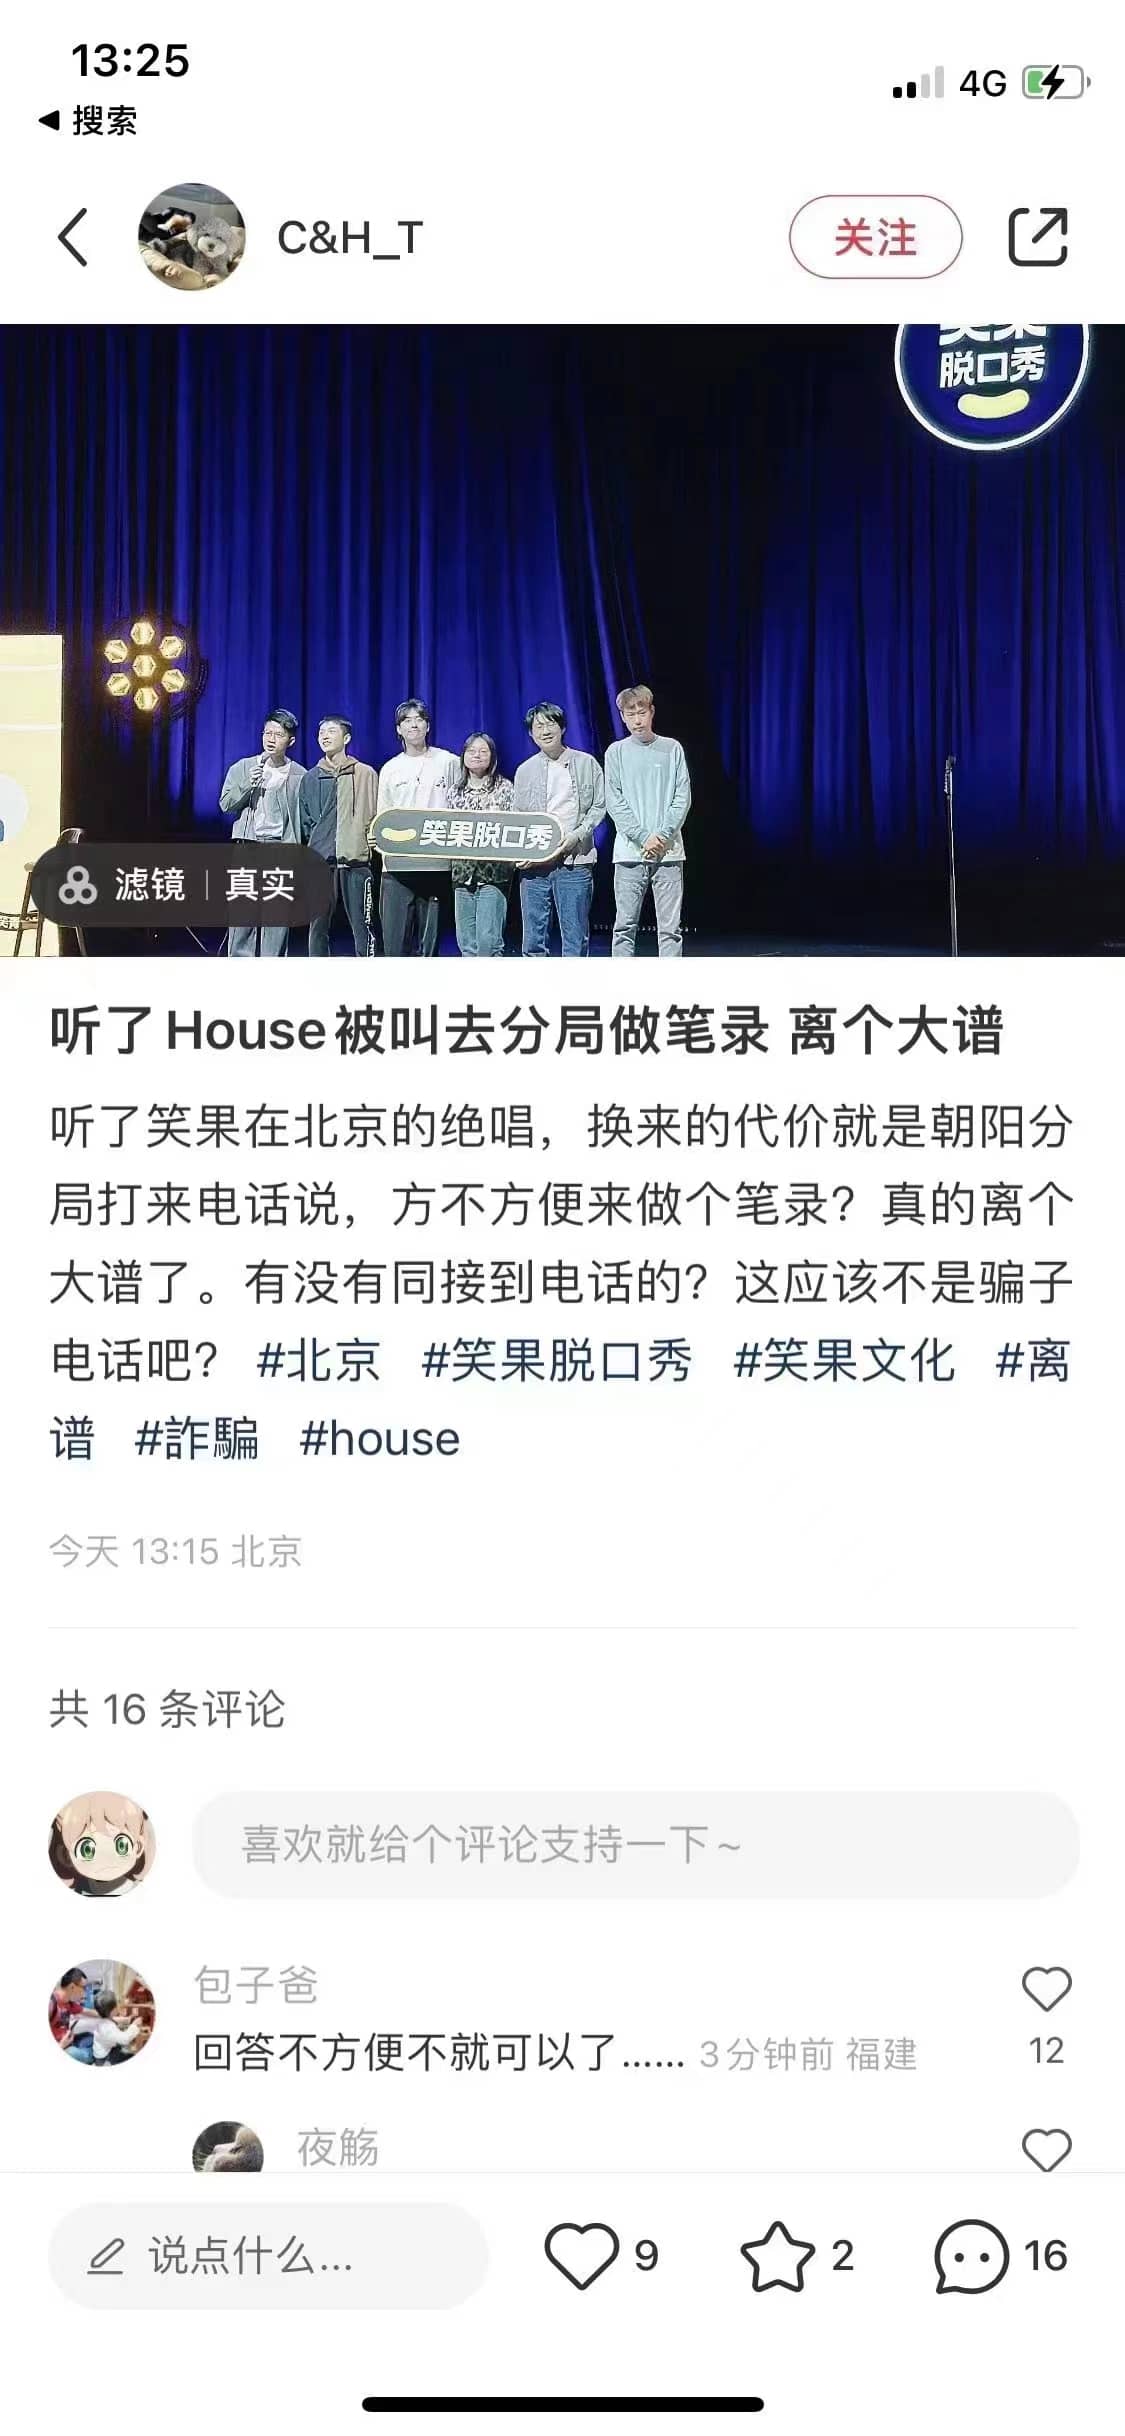 13:25
4G
◀ 搜索
C&H_T
关注
笑果
脱口秀
笑果脱口秀
滤镜 | 真实
听了House被叫去分局做笔录 离个大谱
听了笑果在北京的绝唱，换来的代价就是朝阳分
局打来电话说，方不方便来做个笔录？真的离个
大谱了。有没有同接到电话的？这应该不是骗子
电话吧？ #北京 #笑果脱口秀 #笑果文化 #离
谱 #詐騙 #house
今天 13:15 北京
共 16 条评论
喜欢就给个评论支持一下~
包子爸
回答不方便不就可以了…… 3分钟前 福建
12
夜觞
说点什么...
9
2
16